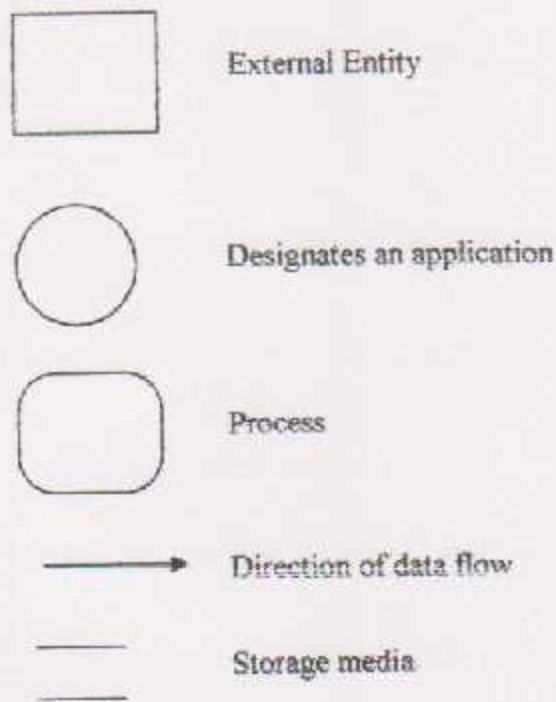 External Entity
Designates an application
Process
Direction of data flow
Storage media